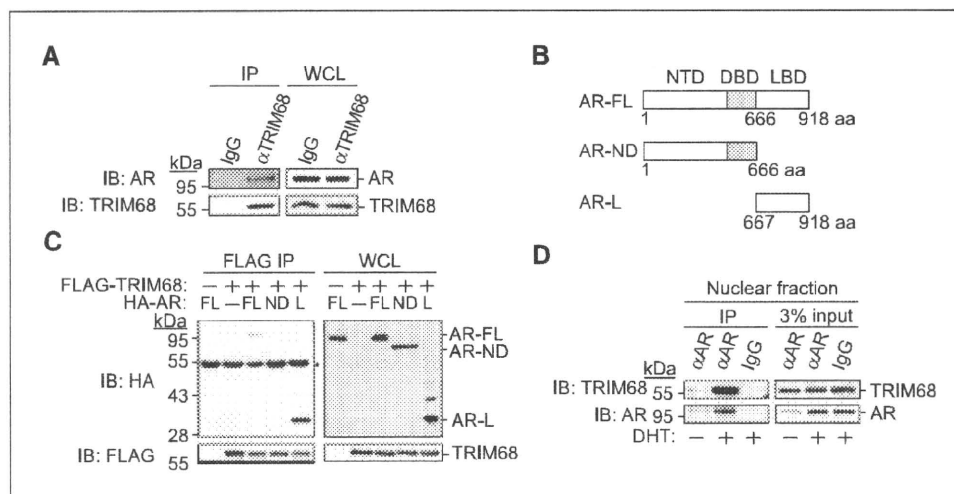 A
IP WCL
IgG αTRIM68 IgG αTRIM68
kDa
IB: AR 95 AR
IB: TRIM68 55 TRIM68
B
NTD DBD LBD
AR-FL
1 666 918 aa
AR-ND
1 666 aa
AR-L
667 918 aa
C
FLAG IP WCL
FLAG-TRIM68: — + + + + — + + + +
HA-AR: FL — FL ND L FL — FL ND L
kDa
95 AR-FL
AR-ND
55 *
IB: HA
43
AR-L
28
IB: FLAG TRIM68
55
D
Nuclear fraction
IP 3% input
αAR αAR IgG αAR αAR IgG
kDa
IB: TRIM68 55 TRIM68
IB: AR 95 AR
DHT: — + + — + +